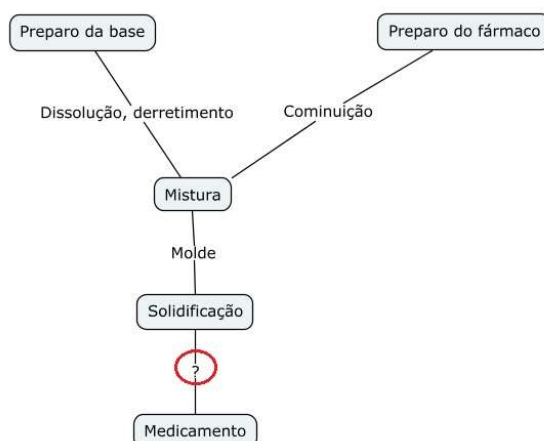 Preparo da base
Preparo do fármaco
Dissolução, derretimento
Cominuição
Mistura
Molde
Solidificação
?
Medicamento